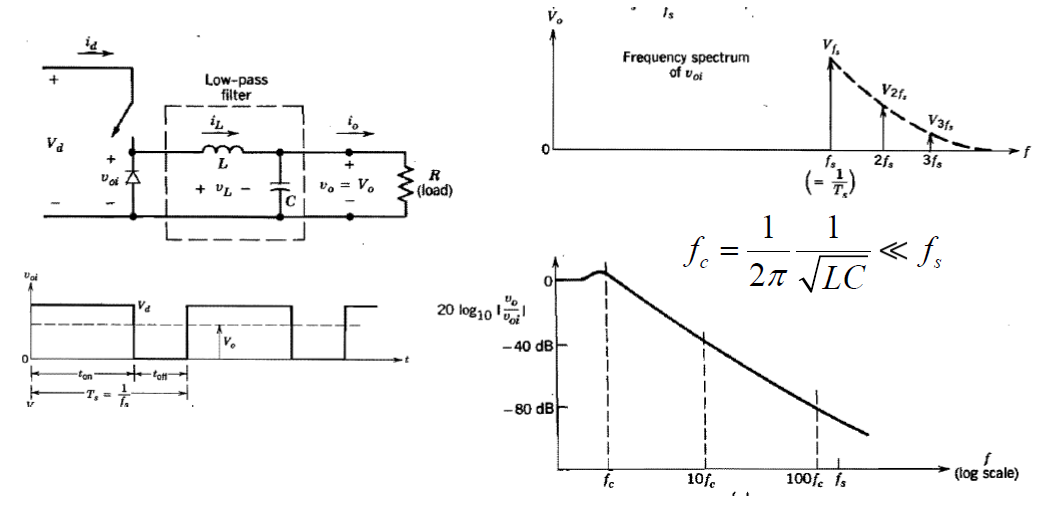 i_d
+
V_d
−
Low-pass
filter
i_L
i_o
L
+
v_oi
−
+ v_L −
C
+
v_o = V_o
−
R
(load)
v_oi
V_d
V_o
0
t
t_on
t_off
T_s = 1/f_s
V_o
f_s
Frequency spectrum
of v_oi
V_fs
V_2fs
V_3fs
0
f_s
2f_s
3f_s
f
(= 1/T_s)
f_c = 1/2π 1/√LC ≪ f_s
0
20 log10 |v_o/v_oi|
−40 dB
−80 dB
f_c
10f_c
100f_c
f_s
f
(log scale)